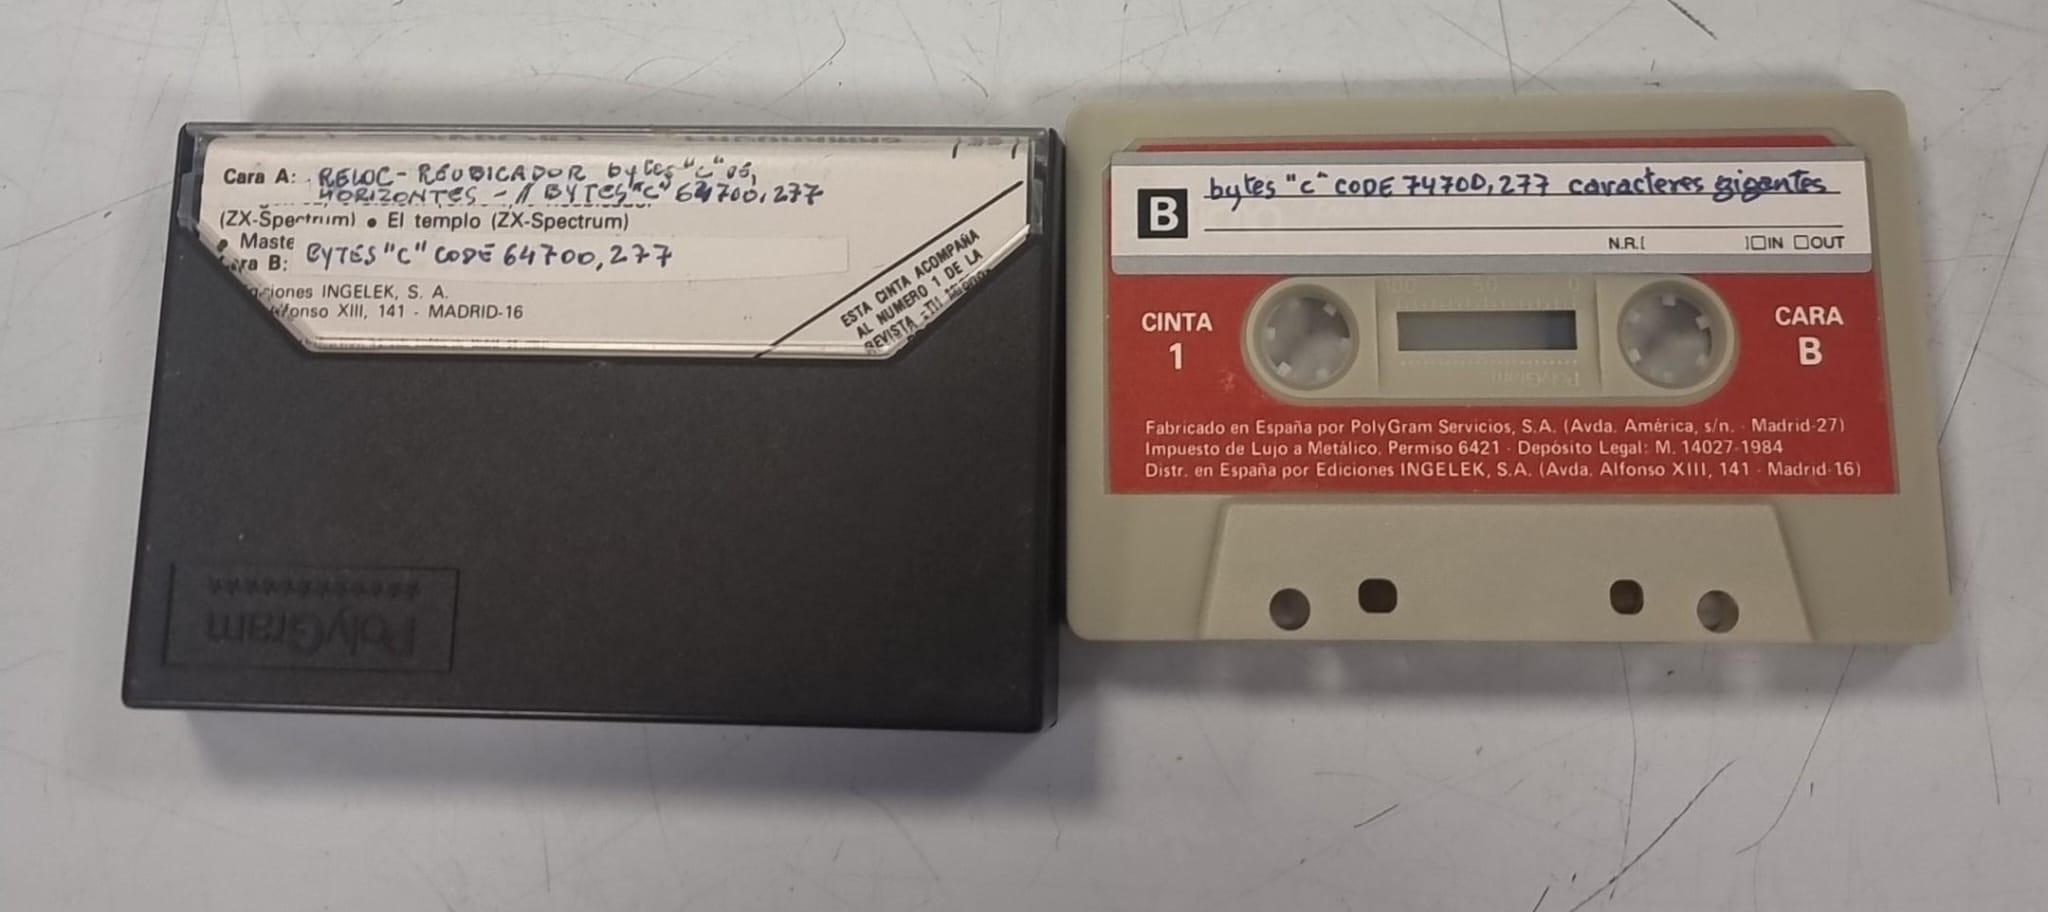 Cara A: RELOC - REUBICADOR bytes "C" 06,
HORIZONTES - // BYTES "C" 64700,277
(ZX-Spectrum) • El templo (ZX-Spectrum)
• Maste
ra B: BYTES "C" CODE 64700,277
iciones INGELEK, S. A.
lfonso XIII, 141 - MADRID-16
ESTA CINTA ACOMPAÑA
AL NUMERO 1 DE LA
REVISTA
PolyGram
B bytes "c" CODE 74700,277 caracteres gigantes
N.R.[ ]□IN □OUT
100 50 0
PolyGram
CINTA
1
CARA
B
Fabricado en España por PolyGram Servicios, S.A. (Avda. América, s/n. - Madrid-27)
Impuesto de Lujo a Metálico. Permiso 6421 - Depósito Legal: M. 14027-1984
Distr. en España por Ediciones INGELEK, S.A. (Avda. Alfonso XIII, 141 - Madrid-16)